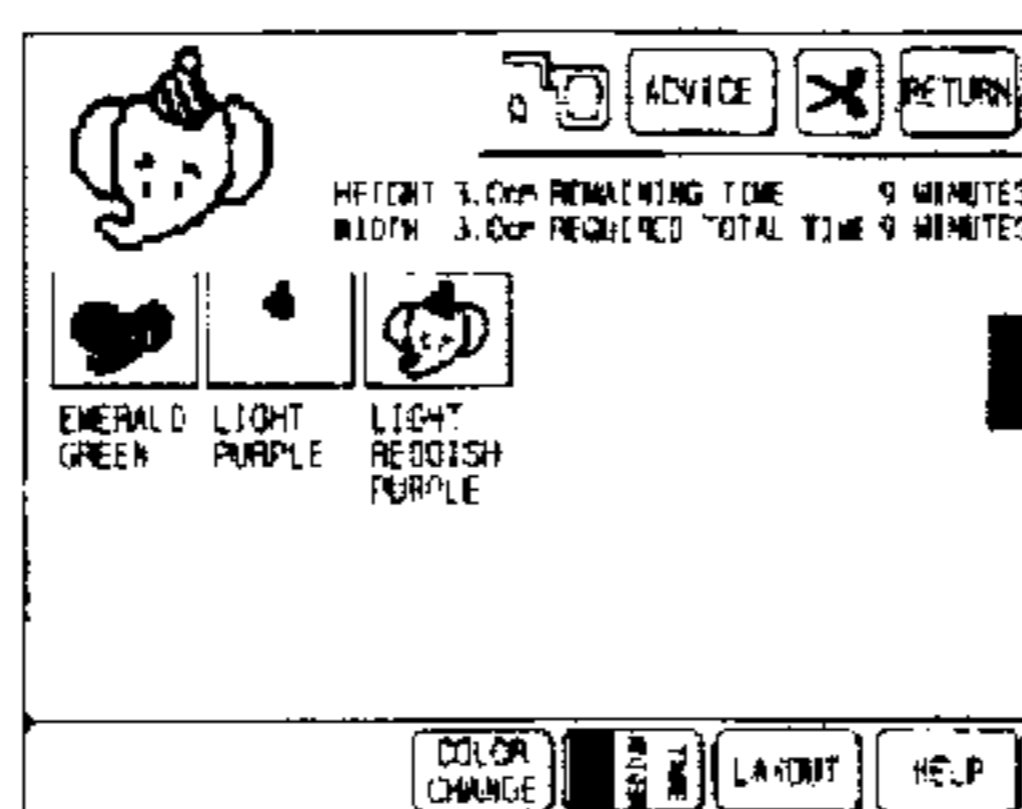 ADVICE
RETURN
HEIGHT 3.0cm REMAINING TIME 9 MINUTES
WIDTH 3.0cm REQUIRED TOTAL TIME 9 MINUTES
EMERALD
GREEN
LIGHT
PURPLE
LIGHT
REDDISH
PURPLE
COLOR
CHANGE
TIME
LAYOUT
HELP